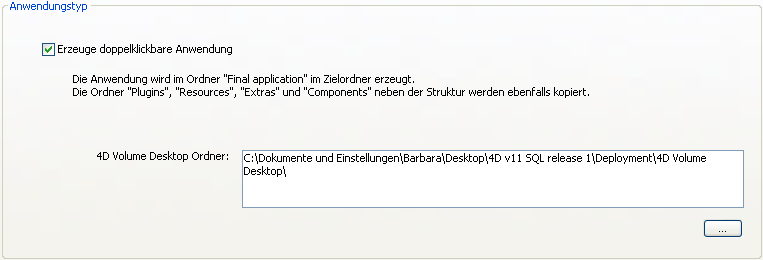 Anwendungstyp
Erzeuge doppelklickbare Anwendung
Die Anwendung wird im Ordner "Final application" im Zielordner erzeugt.
Die Ordner "Plugins", "Resources", "Extras" und "Components" neben der Struktur werden ebenfalls kopiert.
4D Volume Desktop Ordner:
C:\Dokumente und Einstellungen\Barbara\Desktop\4D v11 SQL release 1\Deployment\4D Volume
Desktop\
...